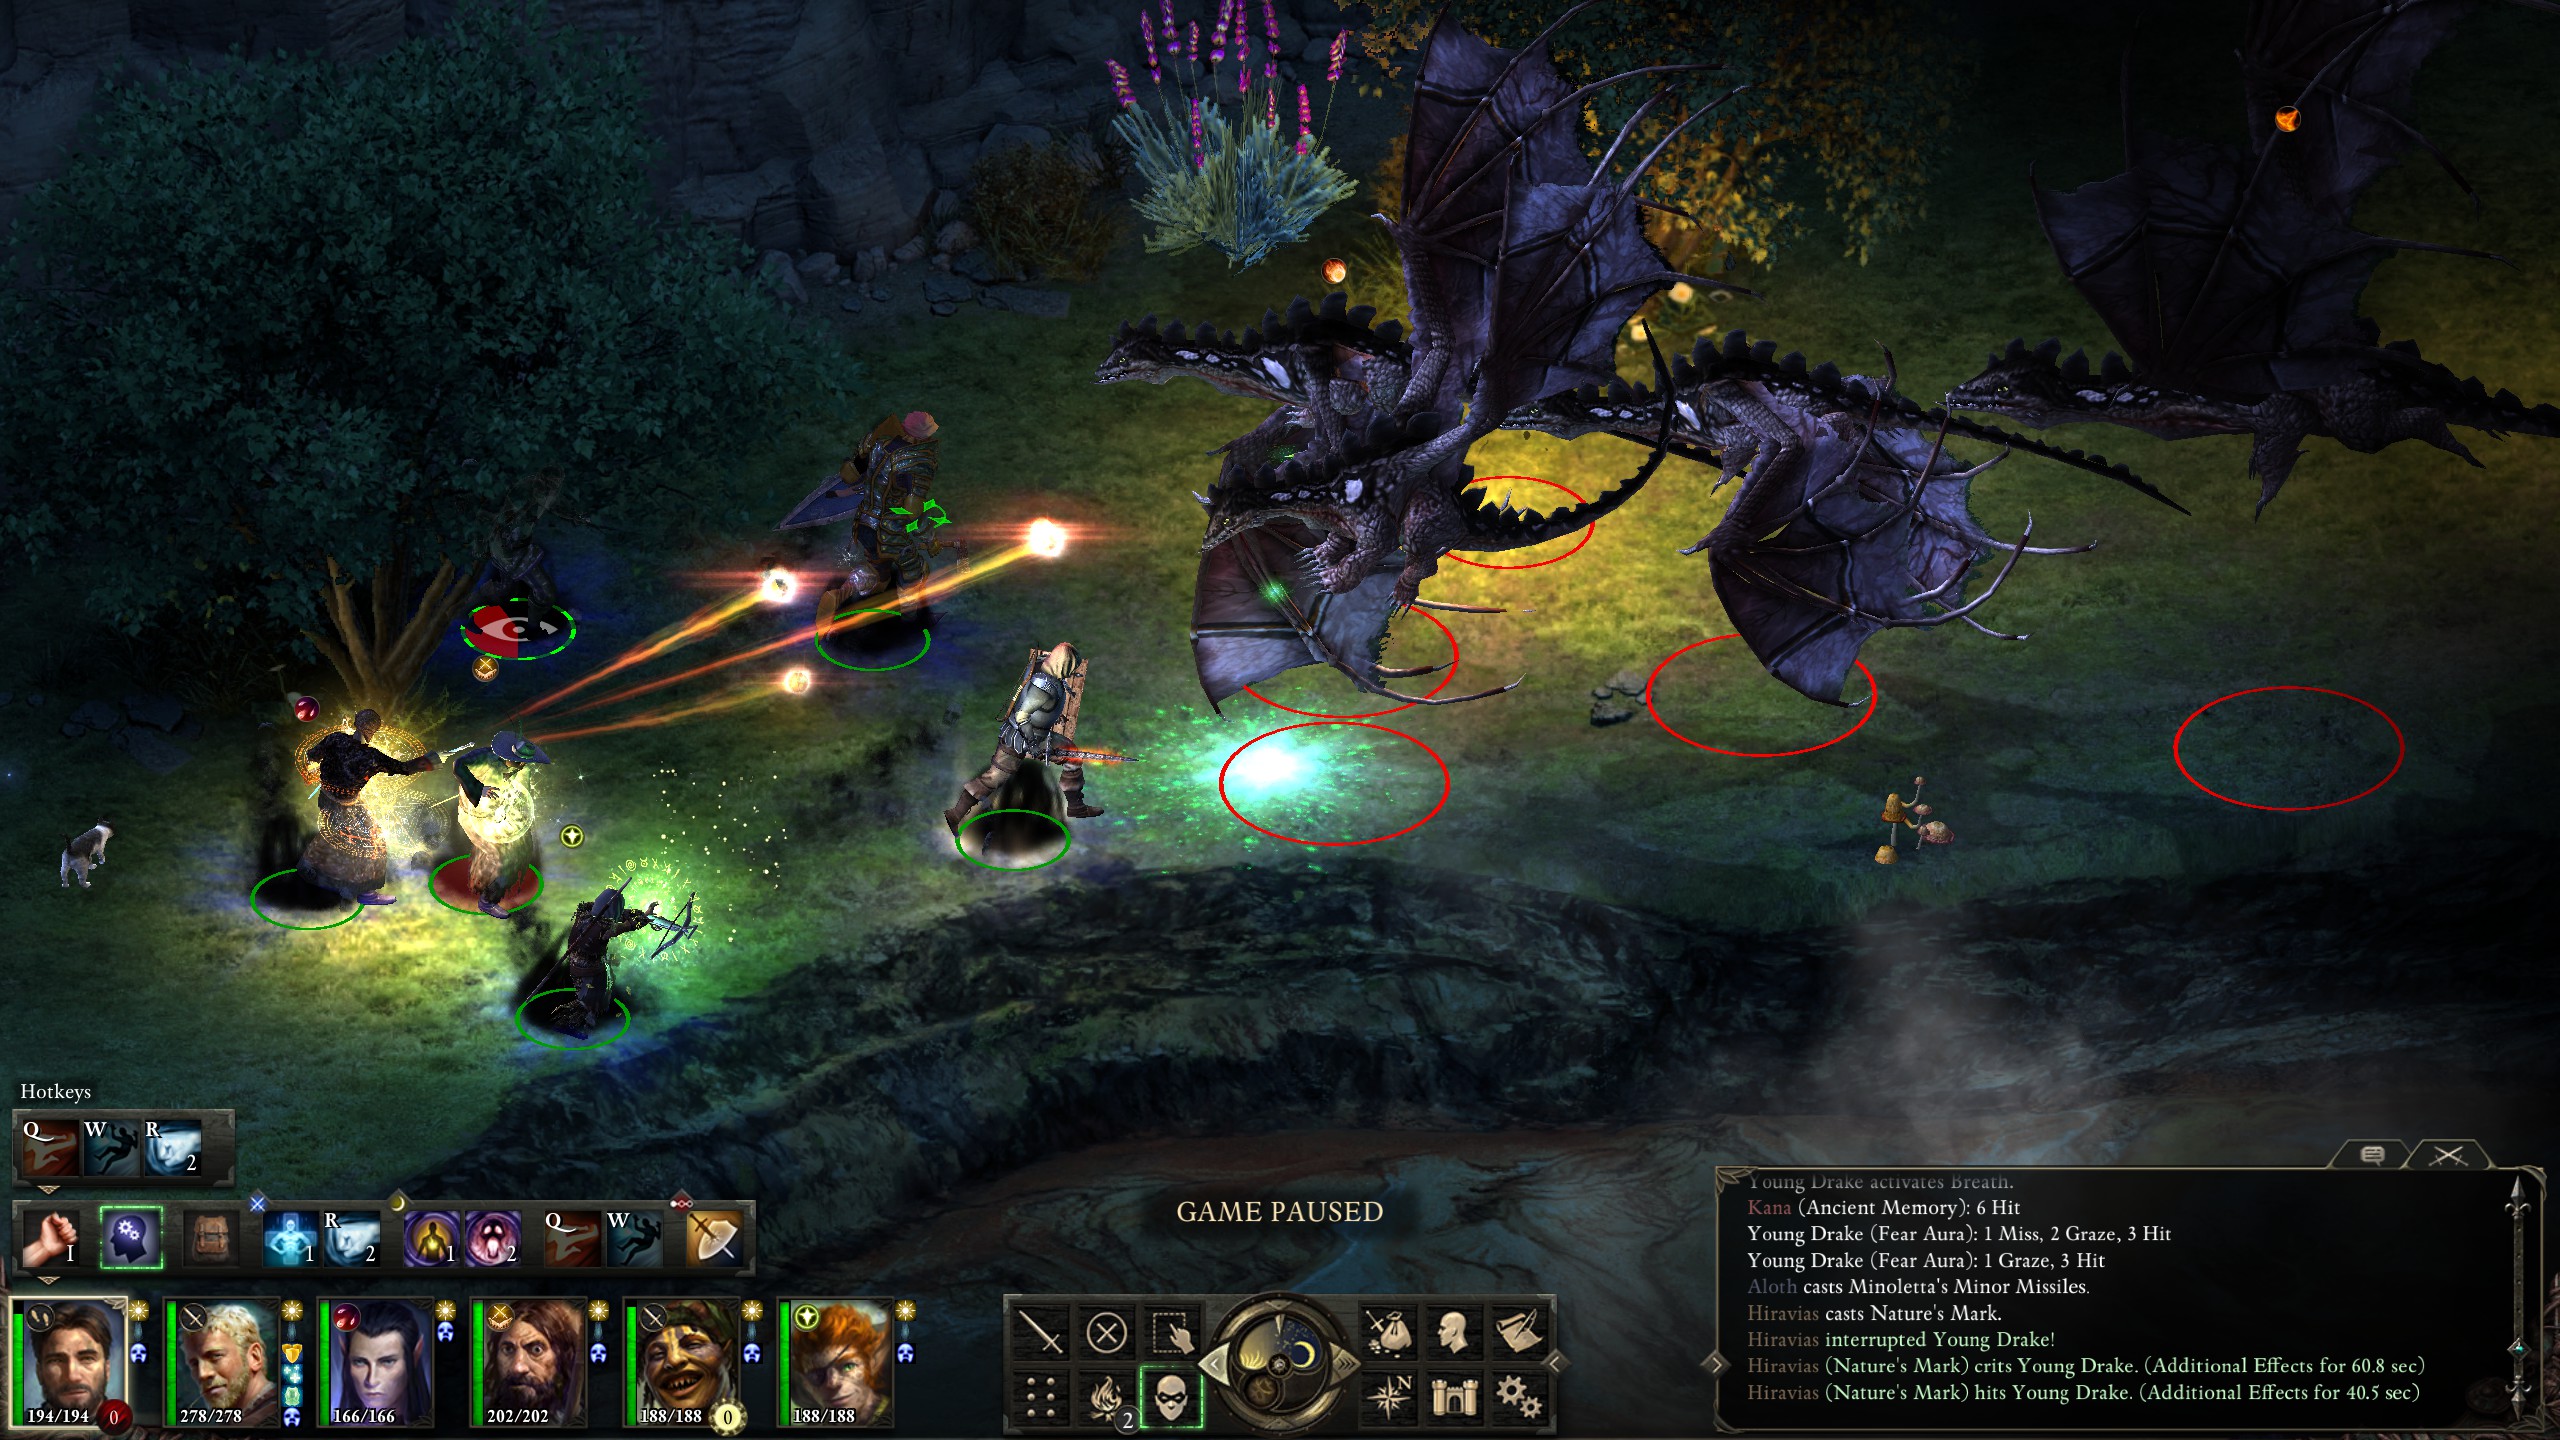 Hotkeys
Q W R
2
I R W
1 2 1 2 Q
194/194 0 278/278 166/166 202/202 188/188 0 188/188
GAME PAUSED
N
2
Young Drake activates Breath.
Kana (Ancient Memory): 6 Hit
Young Drake (Fear Aura): 1 Miss, 2 Graze, 3 Hit
Young Drake (Fear Aura): 1 Graze, 3 Hit
Aloth casts Minoletta's Minor Missiles.
Hiravias casts Nature's Mark.
Hiravias interrupted Young Drake!
Hiravias (Nature's Mark) crits Young Drake. (Additional Effects for 60.8 sec)
Hiravias (Nature's Mark) hits Young Drake. (Additional Effects for 40.5 sec)